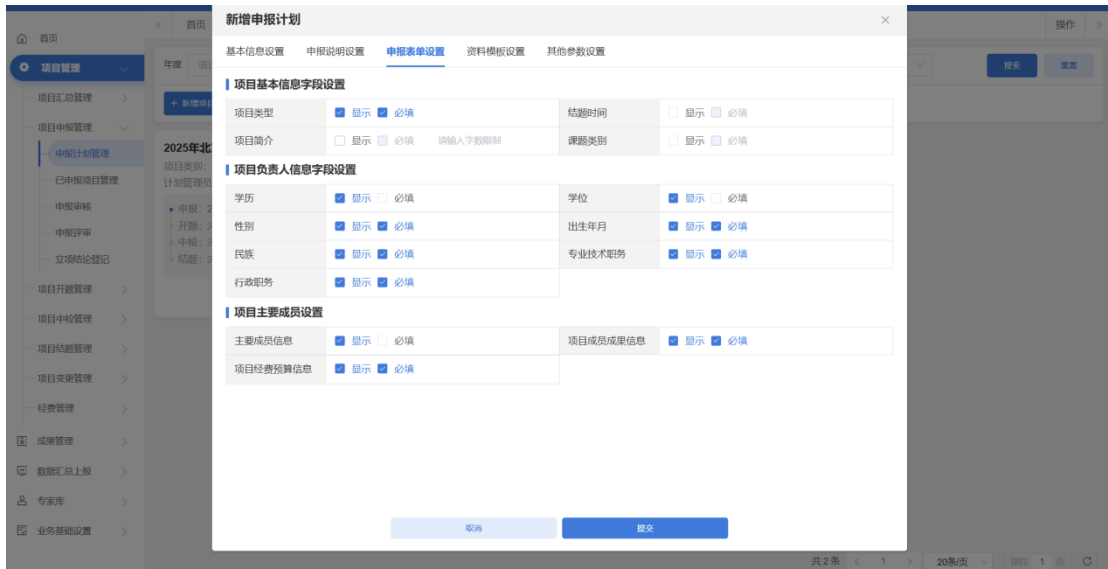 首页
操作
新增申报计划
首页
基本信息设置 申报说明设置 申报表单设置 资料模板设置 其他参数设置
项目管理
年度
搜索 重置
项目基本信息字段设置
项目汇总管理
+ 新增项目
项目类型 显示 必填 结题时间 显示 必填
项目申报管理
项目简介 显示 必填 请输入字数限制 课题类别 显示 必填
申报计划管理
2025年北
项目类别:
项目负责人信息字段设置
已申报项目管理
计划管理员
学历 显示 必填 学位 显示 必填
申报审核
申报: 2
性别 显示 必填 出生年月 显示 必填
开题:
申报评审
中检:
民族 显示 必填 专业技术职务 显示 必填
立项结论登记
结题:
行政职务 显示 必填
项目开题管理
项目主要成员设置
项目中检管理
主要成员信息 显示 必填 项目成员成果信息 显示 必填
项目结题管理
项目经费预算信息 显示 必填
项目变更管理
经费管理
成果管理
数据汇总上报
专家库
取消 提交
业务基础设置
共 2 条 1 20条/页 前往 1 页